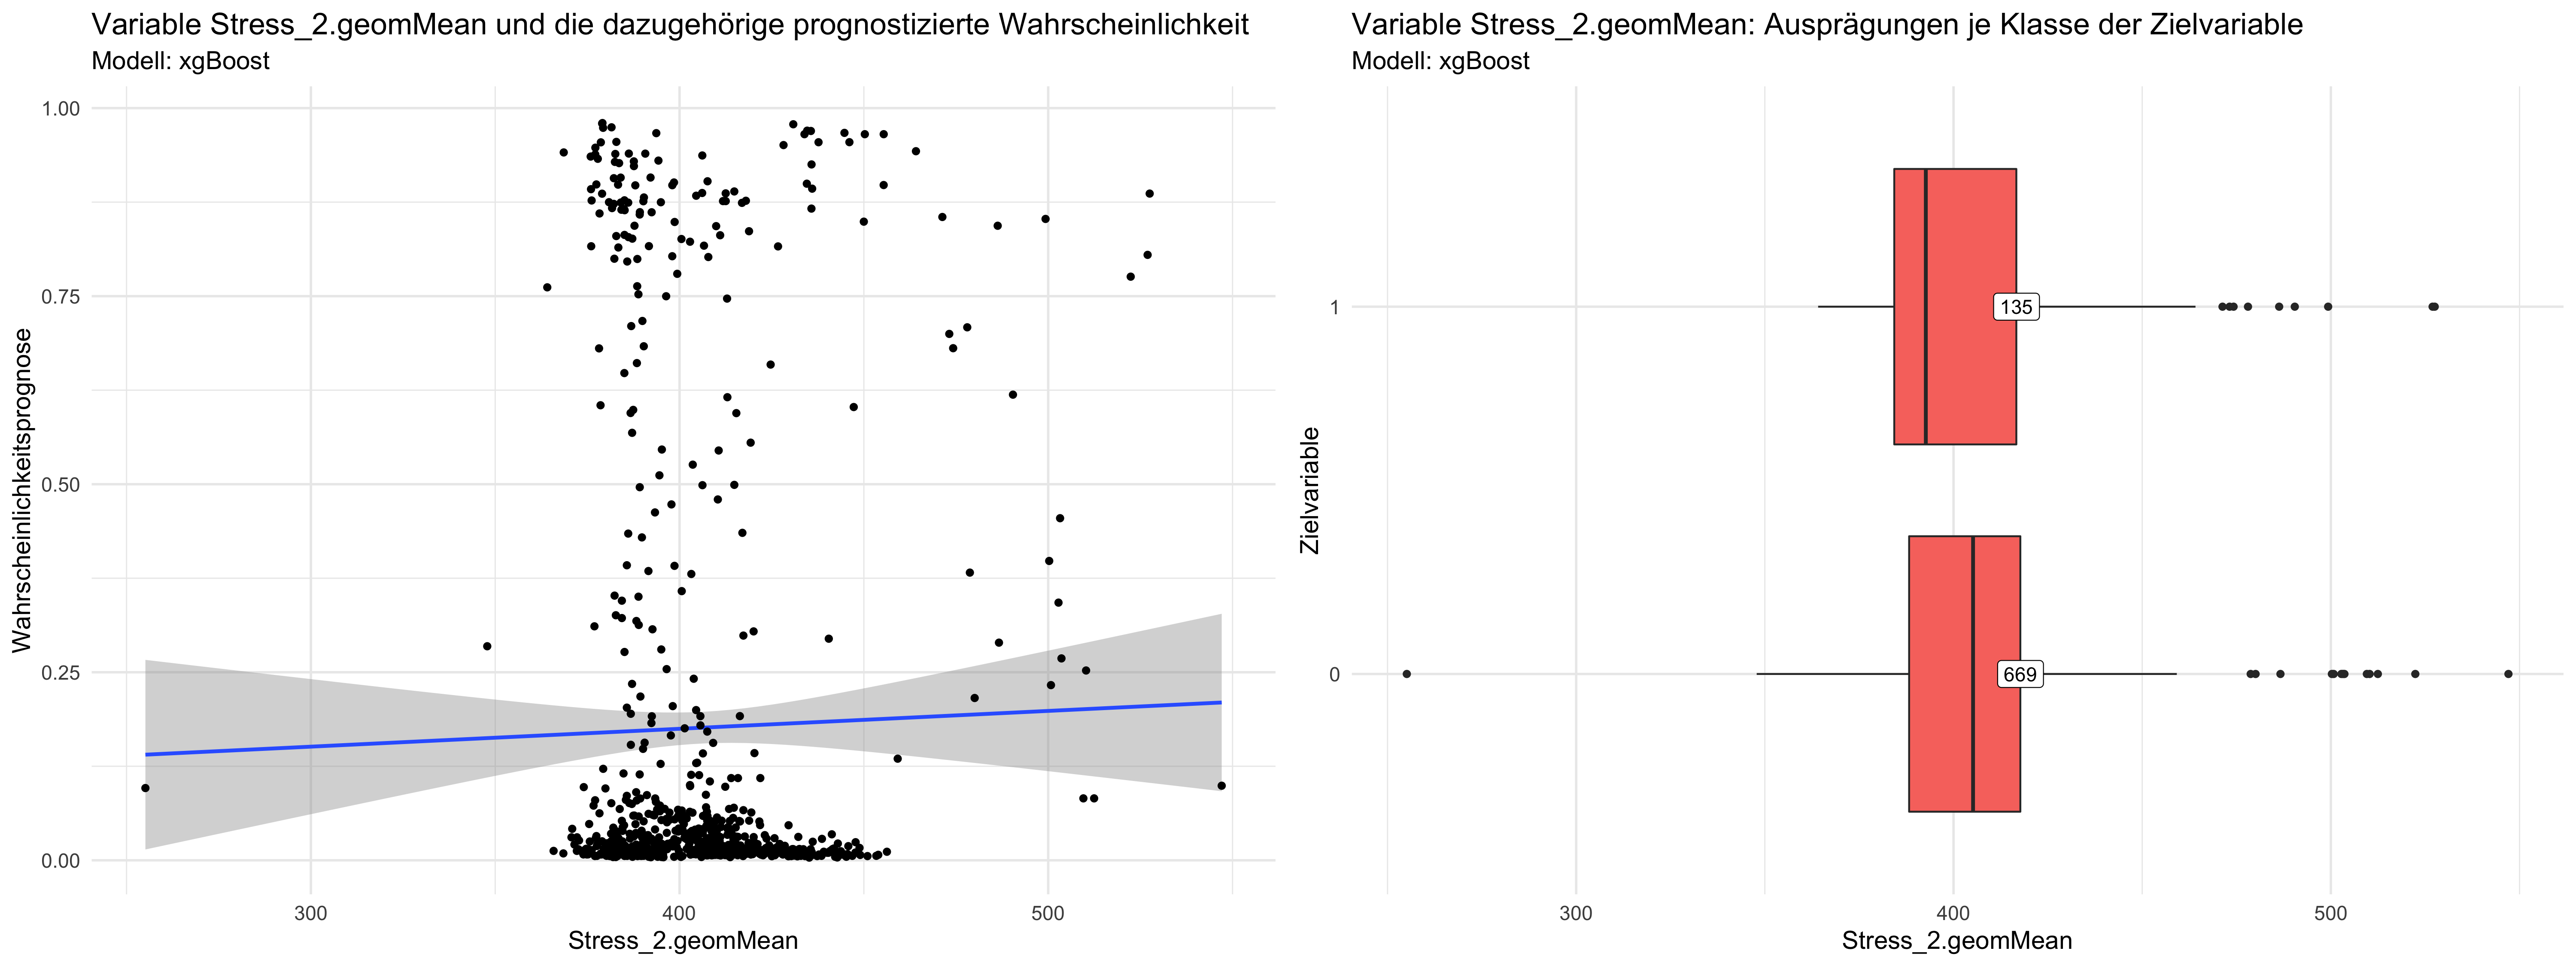 Variable Stress_2.geomMean und die dazugehörige prognostizierte Wahrscheinlichkeit
Modell: xgBoost
Wahrscheinlichkeitsprognose
1.00
0.75
0.50
0.25
0.00
300
400
500
Stress_2.geomMean
Variable Stress_2.geomMean: Ausprägungen je Klasse der Zielvariable
Modell: xgBoost
Zielvariable
1
135
0
669
300
400
500
Stress_2.geomMean